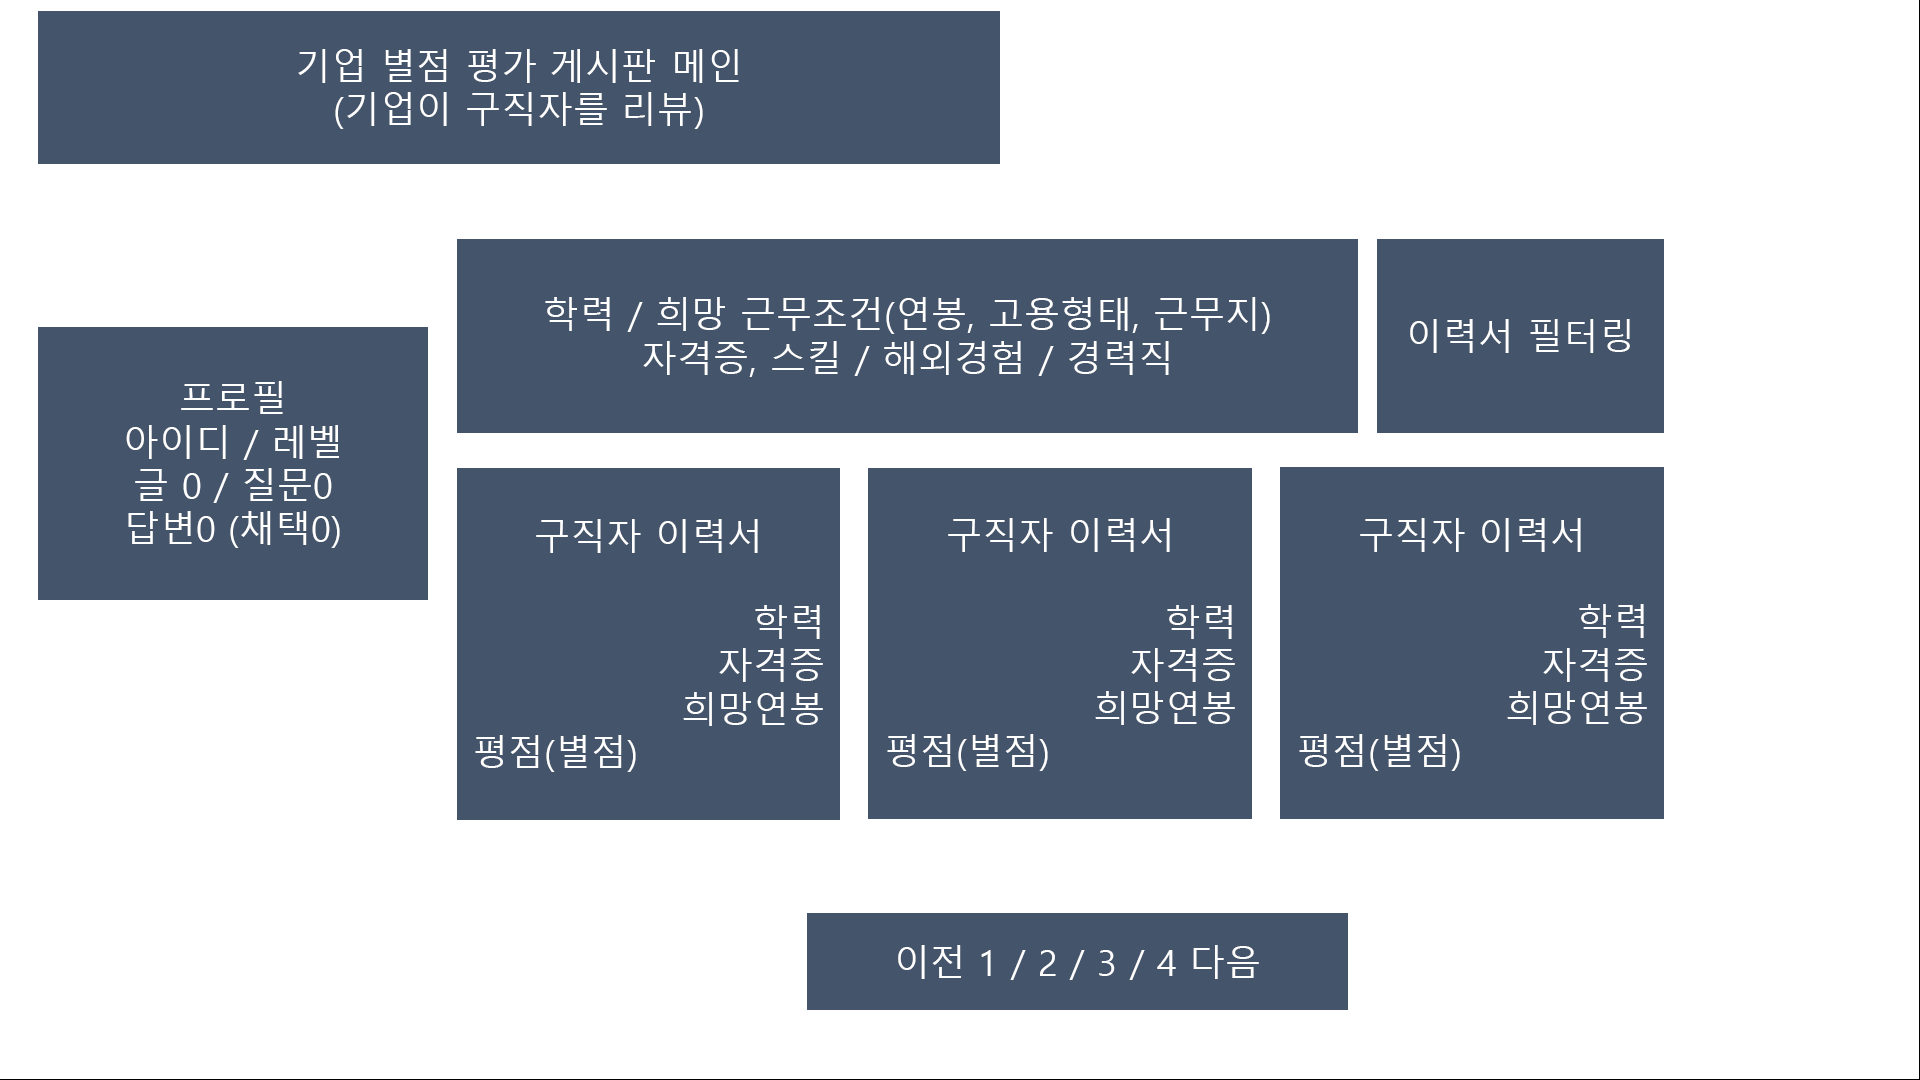 기업 별점 평가 게시판 메인
(기업이 구직자를 리뷰)
학력 / 희망 근무조건(연봉, 고용형태, 근무지)
자격증, 스킬 / 해외경험 / 경력직
이력서 필터링
프로필
아이디 / 레벨
글 0 / 질문0
답변0 (채택0)
구직자 이력서
학력
자격증
희망연봉
평점(별점)
구직자 이력서
학력
자격증
희망연봉
평점(별점)
구직자 이력서
학력
자격증
희망연봉
평점(별점)
이전 1 / 2 / 3 / 4 다음